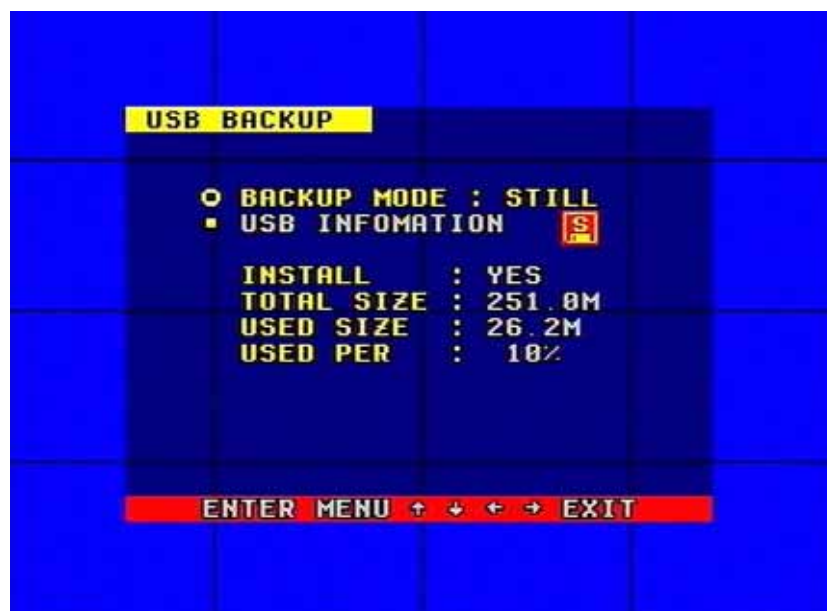 USB BACKUP
BACKUP MODE : STILL
USB INFOMATION S
INSTALL : YES
TOTAL SIZE : 251.0M
USED SIZE : 26.2M
USED PER : 10%
ENTER MENU ↑ ↓ ← → EXIT